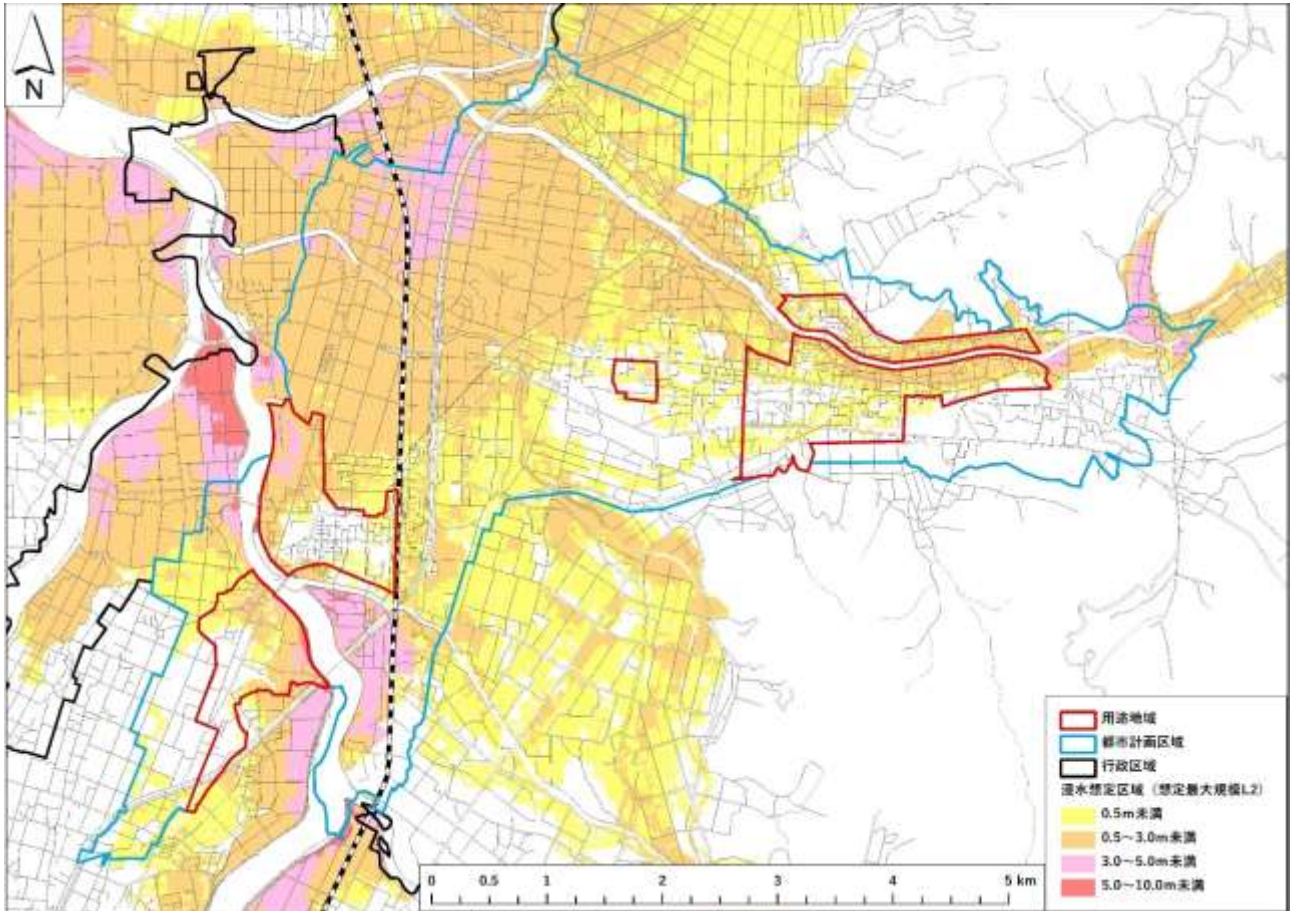 N
用途地域
都市計画区域
行政区域
浸水想定区域（想定最大規模L2）
0.5m未満
0.5～3.0m未満
3.0～5.0m未満
5.0～10.0m未満
0 0.5 1 2 3 4 5 km